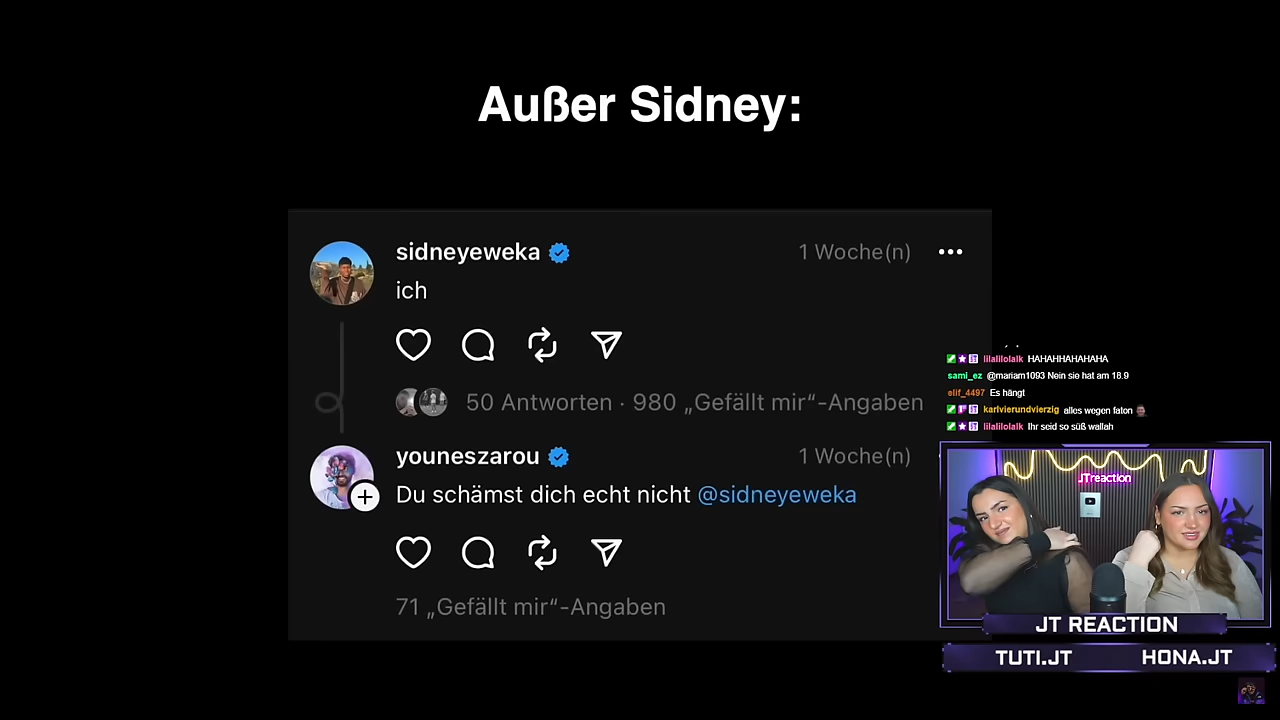 Außer Sidney:
sidneyeweka
1 Woche(n)
ich
50 Antworten · 980 „Gefällt mir“-Angaben
youneszarou
1 Woche(n)
Du schämst dich echt nicht @sidneyeweka
71 „Gefällt mir“-Angaben
lilalilolalk HAHAHHAHAHAHA
sami_ez @mariam1093 Nein sie hat am 18.9
elif_4497 Es hängt
karlvierundvierzig alles wegen faton
lilalilolalk Ihr seid so süß wallah
JTreaction
JT REACTION
TUTI.JT
HONA.JT